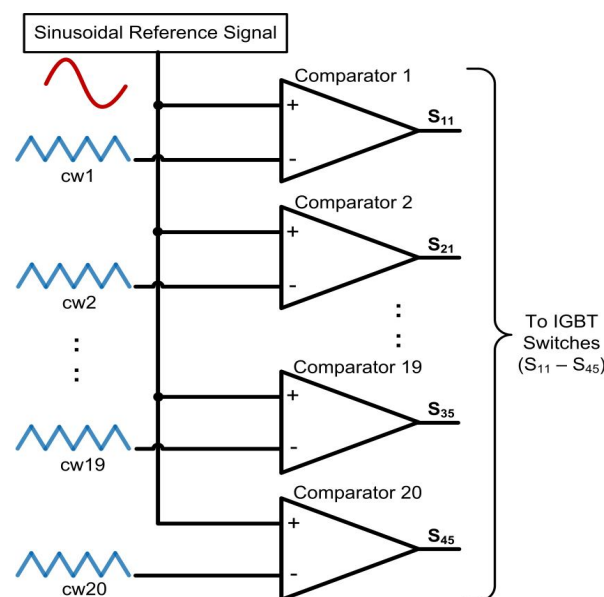 Sinusoidal Reference Signal
Comparator 1
+
-
S₁₁
cw1
Comparator 2
+
-
S₂₁
cw2
Comparator 19
+
-
S₃₅
cw19
Comparator 20
+
-
S₄₅
cw20
To IGBT
Switches
(S₁₁ – S₄₅)